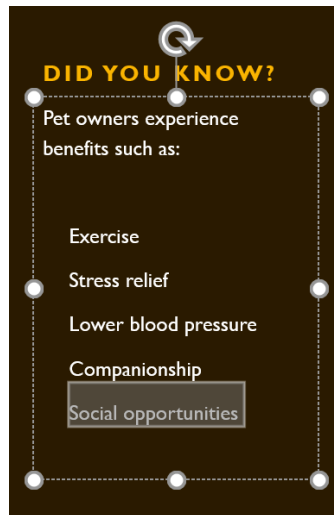 DID YOU KNOW?
Pet owners experience
benefits such as:
Exercise
Stress relief
Lower blood pressure
Companionship
Social opportunities